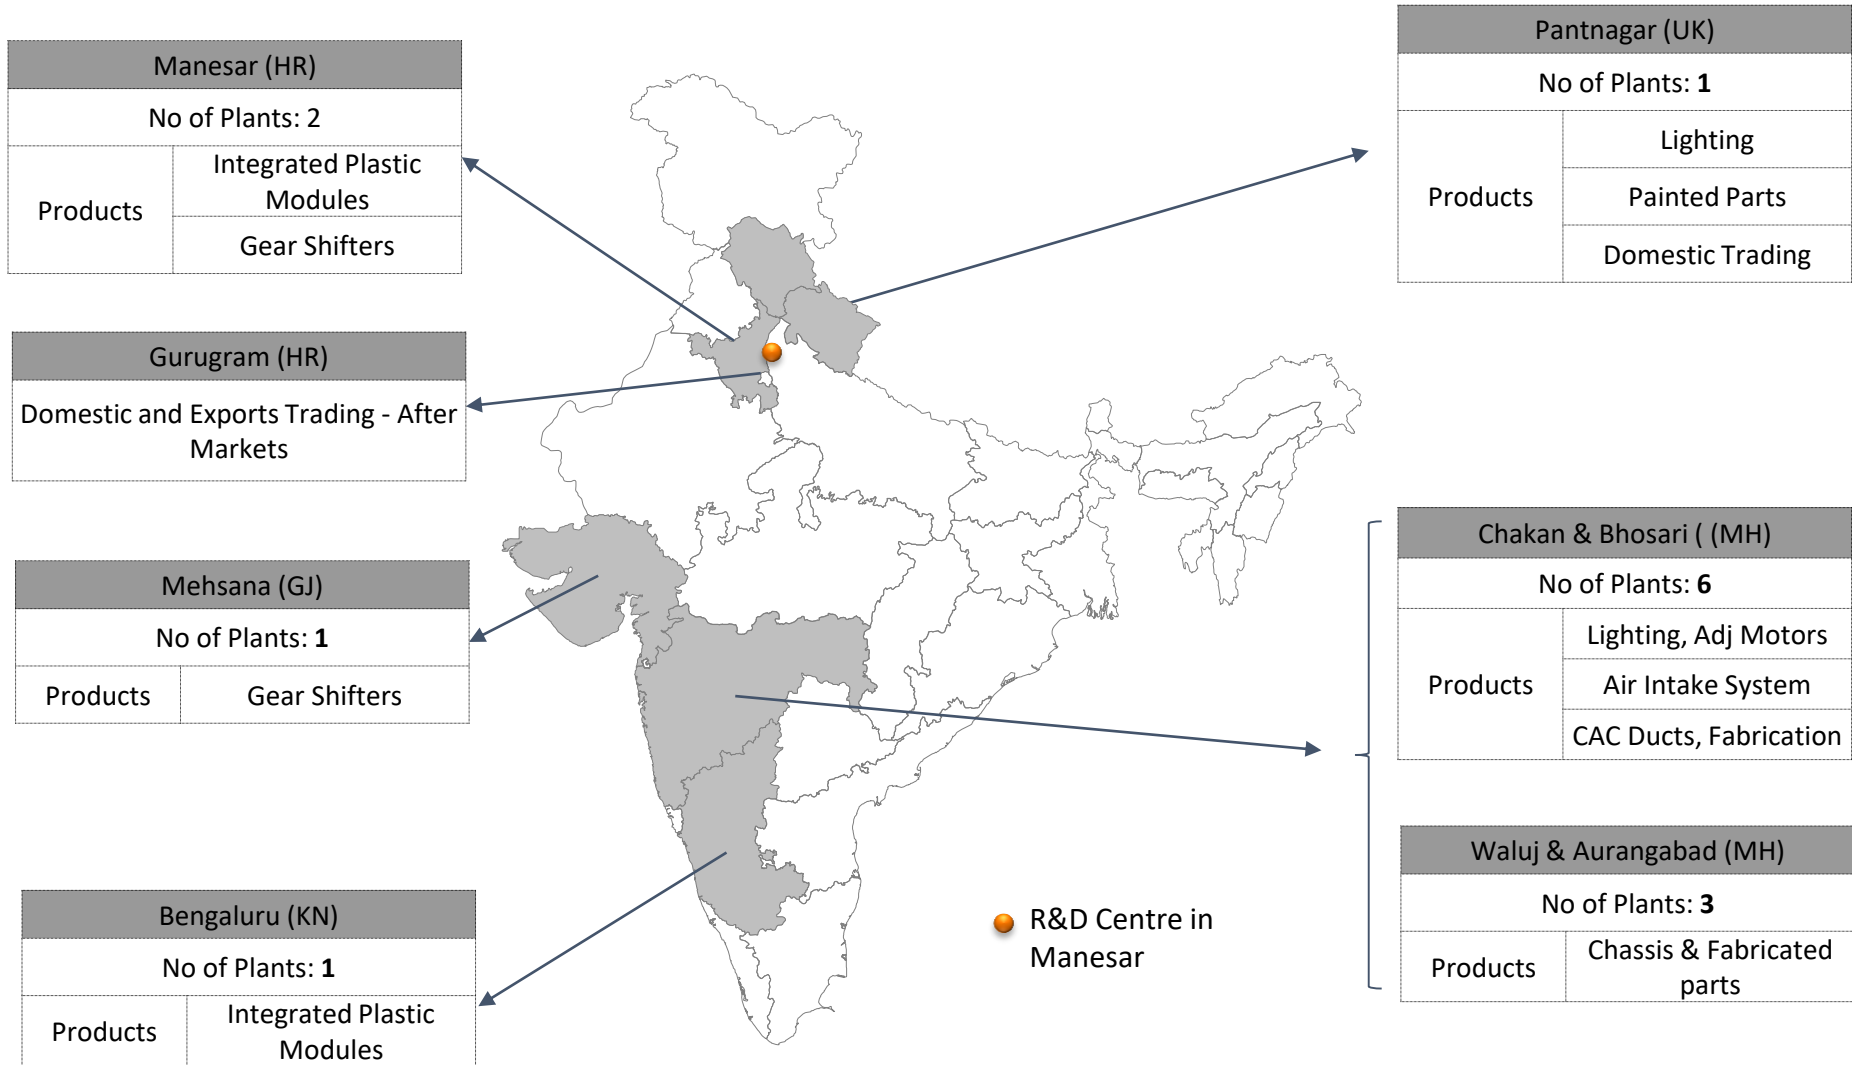 Manesar (HR)
No of Plants: 2
Products
Integrated Plastic
Modules
Gear Shifters
Gurugram (HR)
Domestic and Exports Trading - After
Markets
Mehsana (GJ)
No of Plants: 1
Products
Gear Shifters
Bengaluru (KN)
No of Plants: 1
Products
Integrated Plastic
Modules
R&D Centre in
Manesar
Pantnagar (UK)
No of Plants: 1
Products
Lighting
Painted Parts
Domestic Trading
Chakan & Bhosari ( (MH)
No of Plants: 6
Products
Lighting, Adj Motors
Air Intake System
CAC Ducts, Fabrication
Waluj & Aurangabad (MH)
No of Plants: 3
Products
Chassis & Fabricated
parts